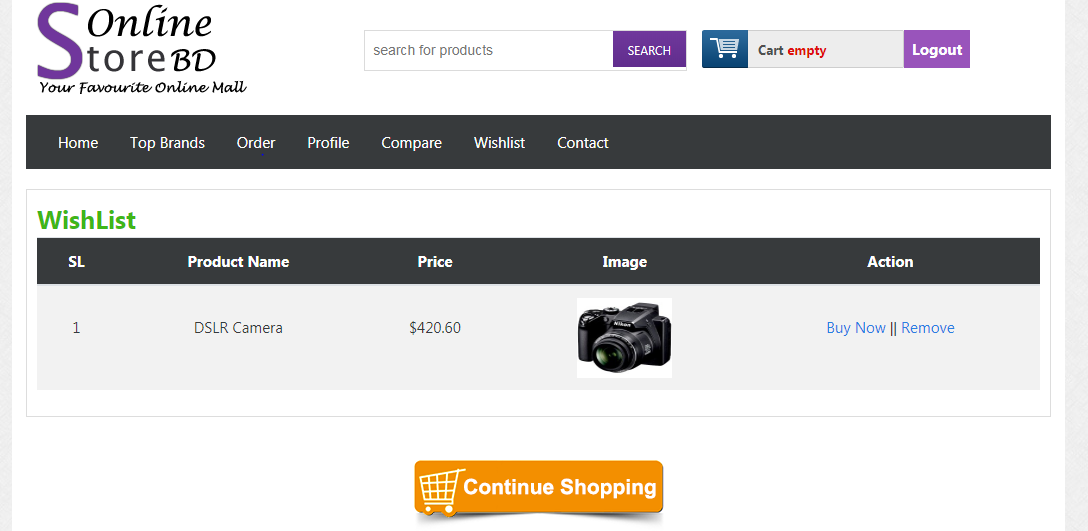 Online
StoreBD
Your Favourite Online Mall
search for products SEARCH Cart empty Logout
Home Top Brands Order Profile Compare Wishlist Contact
WishList
SL Product Name Price Image Action
Nikon
1 DSLR Camera $420.60 Buy Now || Remove
Continue Shopping